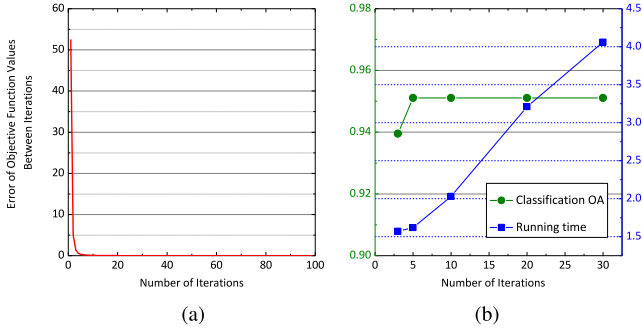 60
50
40
30
20
10
0
Error of Objective Function Values
Between Iterations
0 20 40 60 80 100
Number of Iterations
(a)
0.98
0.96
0.94
0.92
0.90
4.5
4.0
3.5
3.0
2.5
2.0
1.5
Classification OA
Running time
0 5 10 15 20 25 30
Number of Iterations
(b)